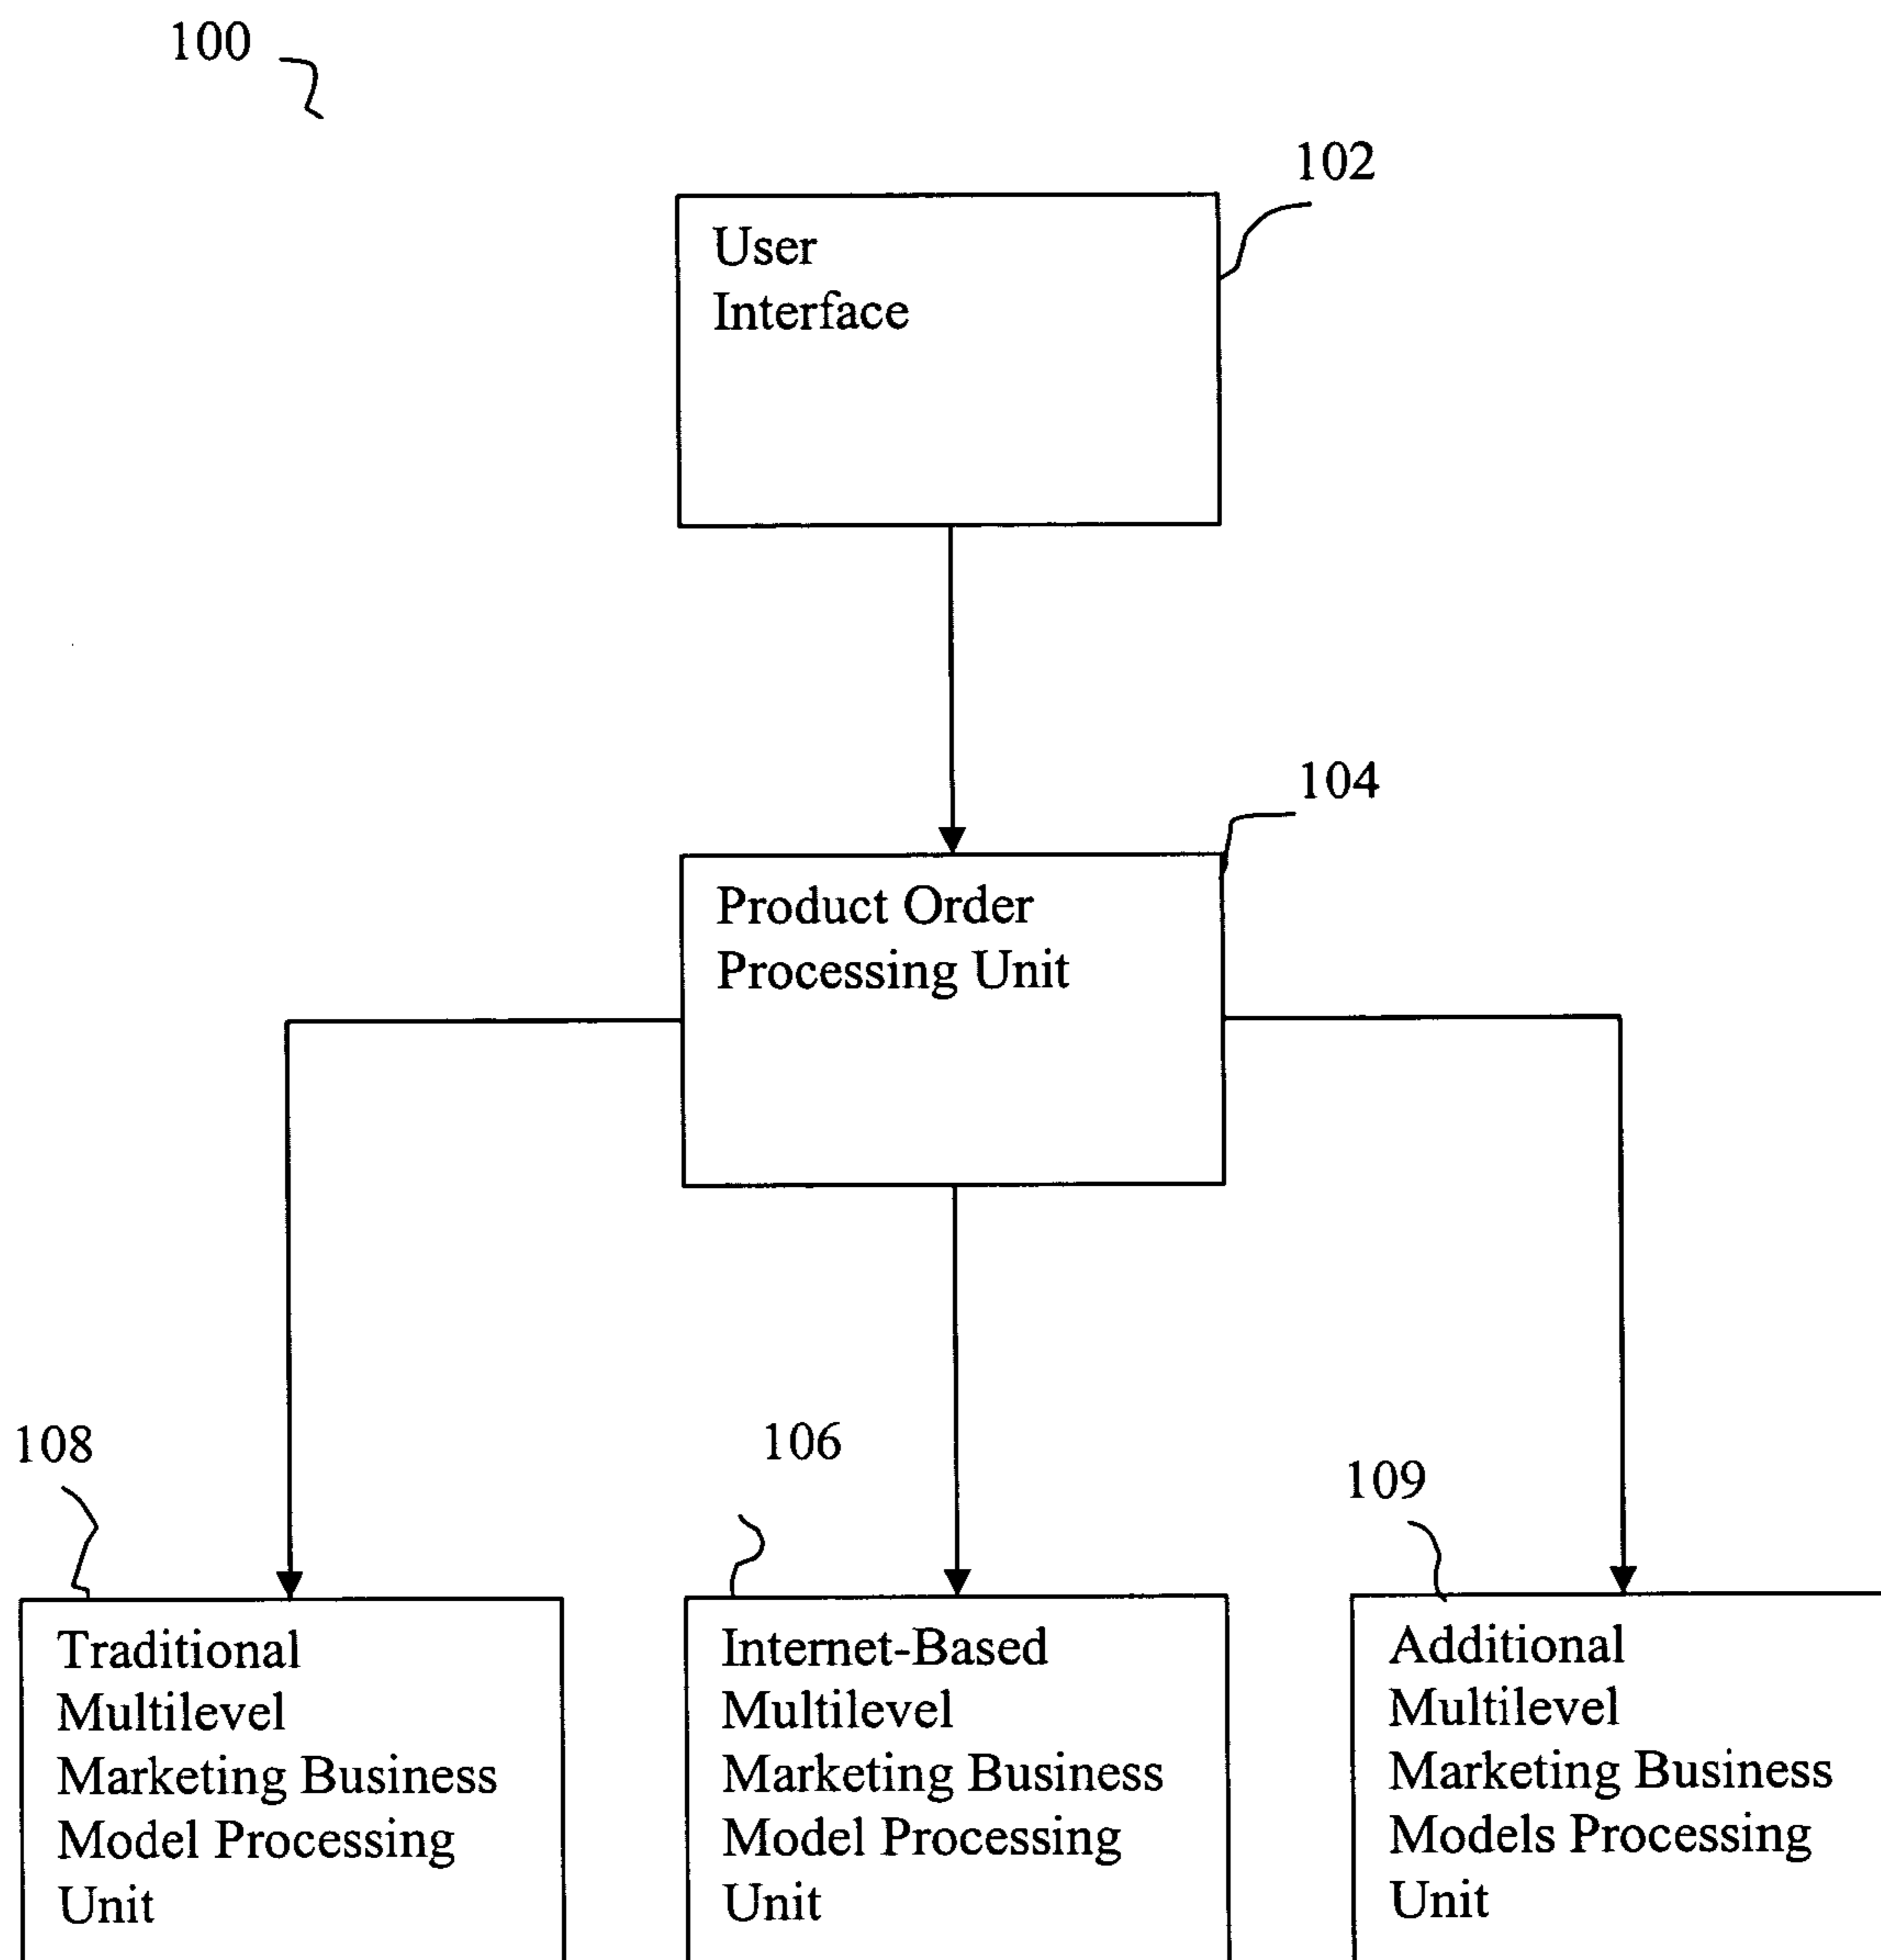 100
102
User
Interface
104
Product Order
Processing Unit
108
106
109
Traditional
Multilevel
Marketing Business
Model Processing
Unit
Internet-Based
Multilevel
Marketing Business
Model Processing
Unit
Additional
Multilevel
Marketing Business
Models Processing
Unit